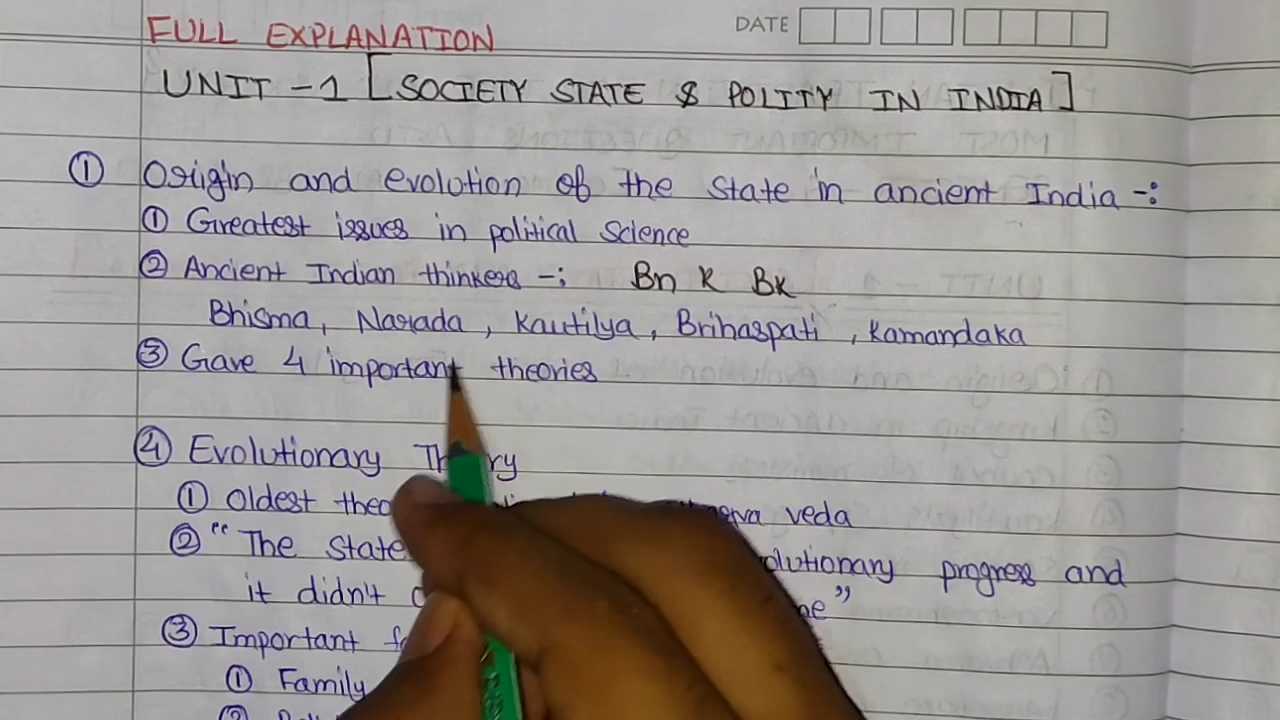 FULL EXPLANATION
DATE
UNIT -1 [SOCIETY STATE & POLITY IN INDIA]
① Origin and evolution of the state in ancient India -:
① Greatest issues in political science
② Ancient Indian thinkers -: Bn K Bk
Bhisma, Narada, Kautilya, Brihaspati, Kamandaka
③ Gave 4 important theories
④ Evolutionary
① Oldest veda
② "The State progress and
it didn't "
③ Important
① Family
②